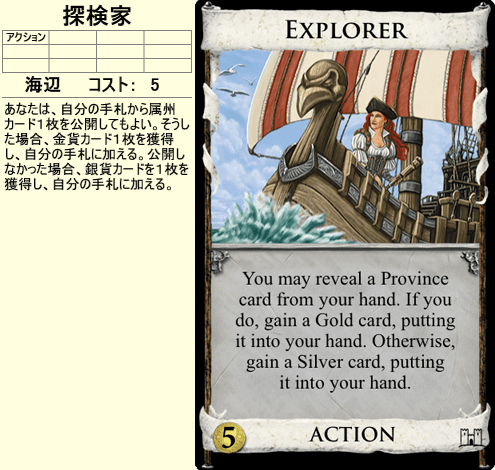 探検家
アクション
海辺 コスト: 5
あなたは、自分の手札から属州
カード1枚を公開してもよい。そうし
た場合、金貨カード1枚を獲得
し、自分の手札に加える。公開し
なかった場合、銀貨カードを1枚を
獲得し、自分の手札に加える。
EXPLORER
You may reveal a Province
card from your hand. If you
do, gain a Gold card, putting
it into your hand. Otherwise,
gain a Silver card, putting
it into your hand.
5
ACTION